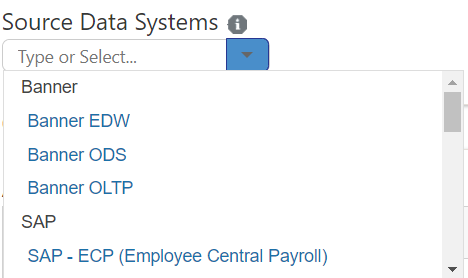 Source Data Systems
Type or Select...
Banner
Banner EDW
Banner ODS
Banner OLTP
SAP
SAP - ECP (Employee Central Payroll)